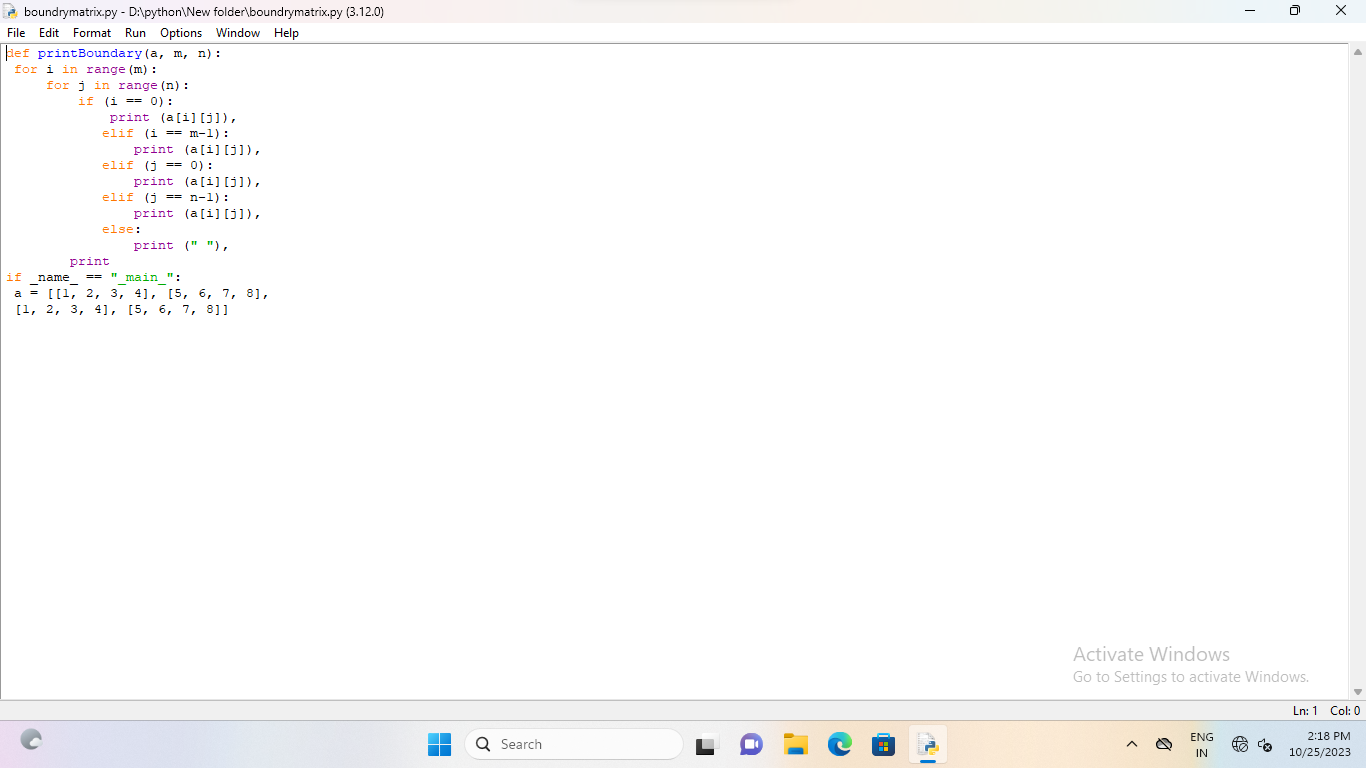 boundrymatrix.py - D:\python\New folder\boundrymatrix.py (3.12.0)
File Edit Format Run Options Window Help
def printBoundary(a, m, n):
 for i in range(m):
     for j in range(n):
         if (i == 0):
             print (a[i][j]),
            elif (i == m-1):
                print (a[i][j]),
            elif (j == 0):
                print (a[i][j]),
            elif (j == n-1):
                print (a[i][j]),
            else:
                print (" "),
        print
if _name_ == "_main_":
 a = [[1, 2, 3, 4], [5, 6, 7, 8],
 [1, 2, 3, 4], [5, 6, 7, 8]]
Activate Windows
Go to Settings to activate Windows.
Ln: 1 Col: 0
Search
ENG
IN
2:18 PM
10/25/2023